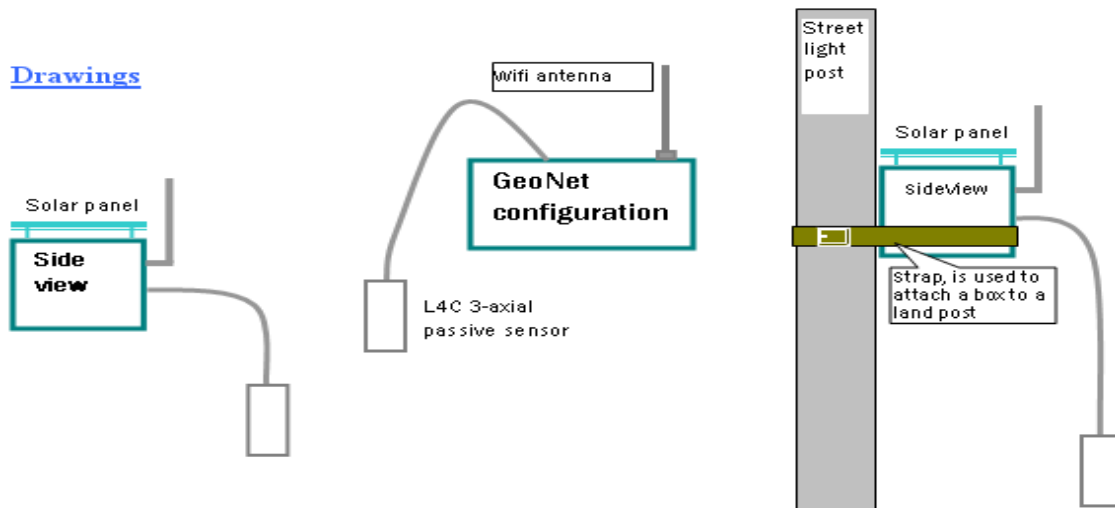 Drawings
Solar panel
Side
view
Wifi antenna
GeoNet
configuration
L4C 3-axial
passive sensor
Street
light
post
Solar panel
sideView
Strap, is used to
attach a box to a
land post